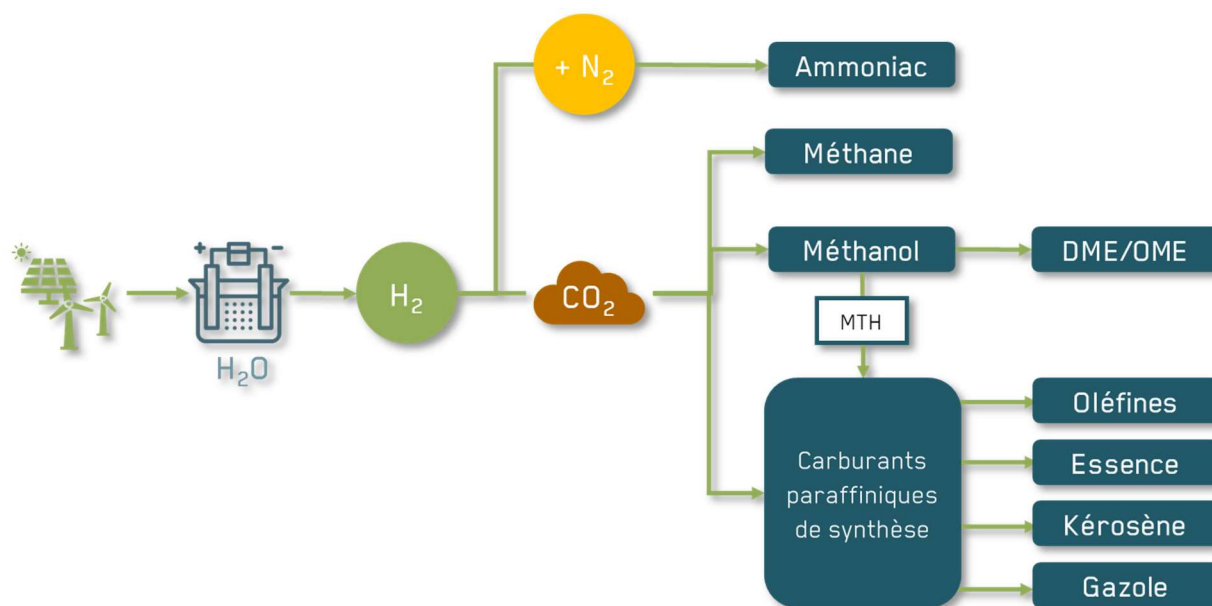 + N₂
Ammoniac
Méthane
Méthanol
DME/OME
+ −
H₂
CO₂
MTH
H₂O
Oléfines
Carburants
paraffiniques
de synthèse
Essence
Kérosène
Gazole